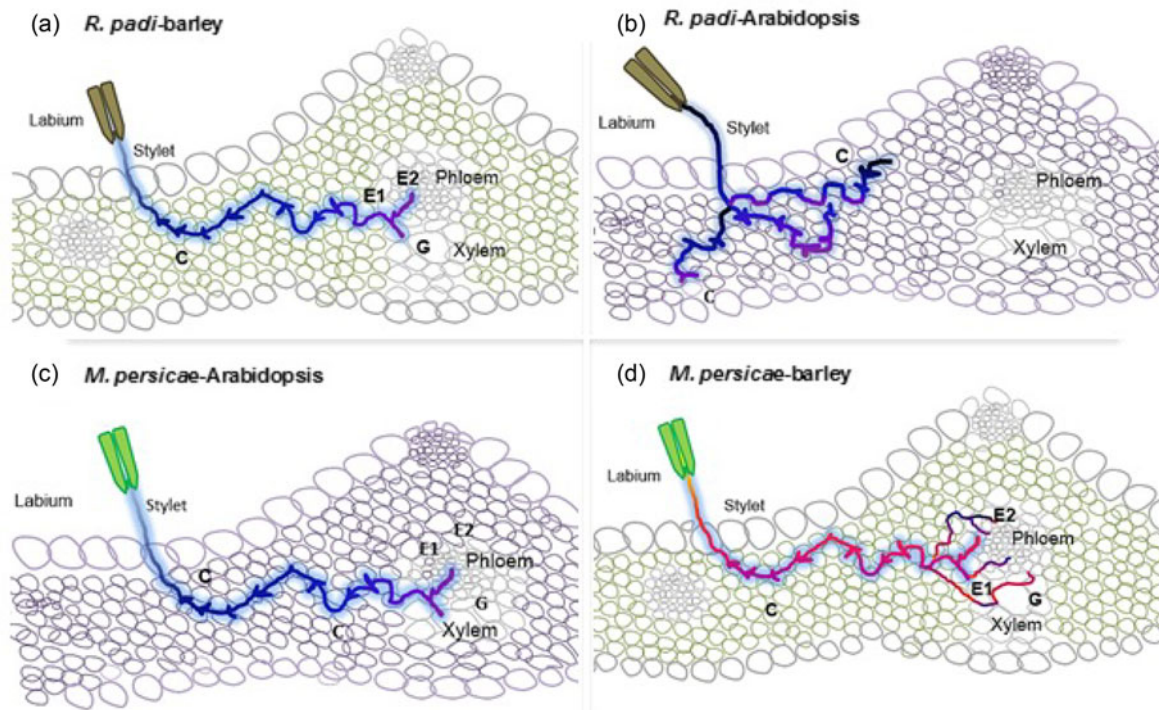 (a) R. padi-barley
Labium
Stylet
C
E1
E2
Phloem
G
Xylem
(b) R. padi-Arabidopsis
Labium
Stylet
C
Phloem
Xylem
C
(c) M. persicae-Arabidopsis
Labium
Stylet
C
E1
E2
Phloem
G
C
Xylem
(d) M. persicae-barley
Labium
Stylet
E2
Phloem
E1
G
C
Xylem